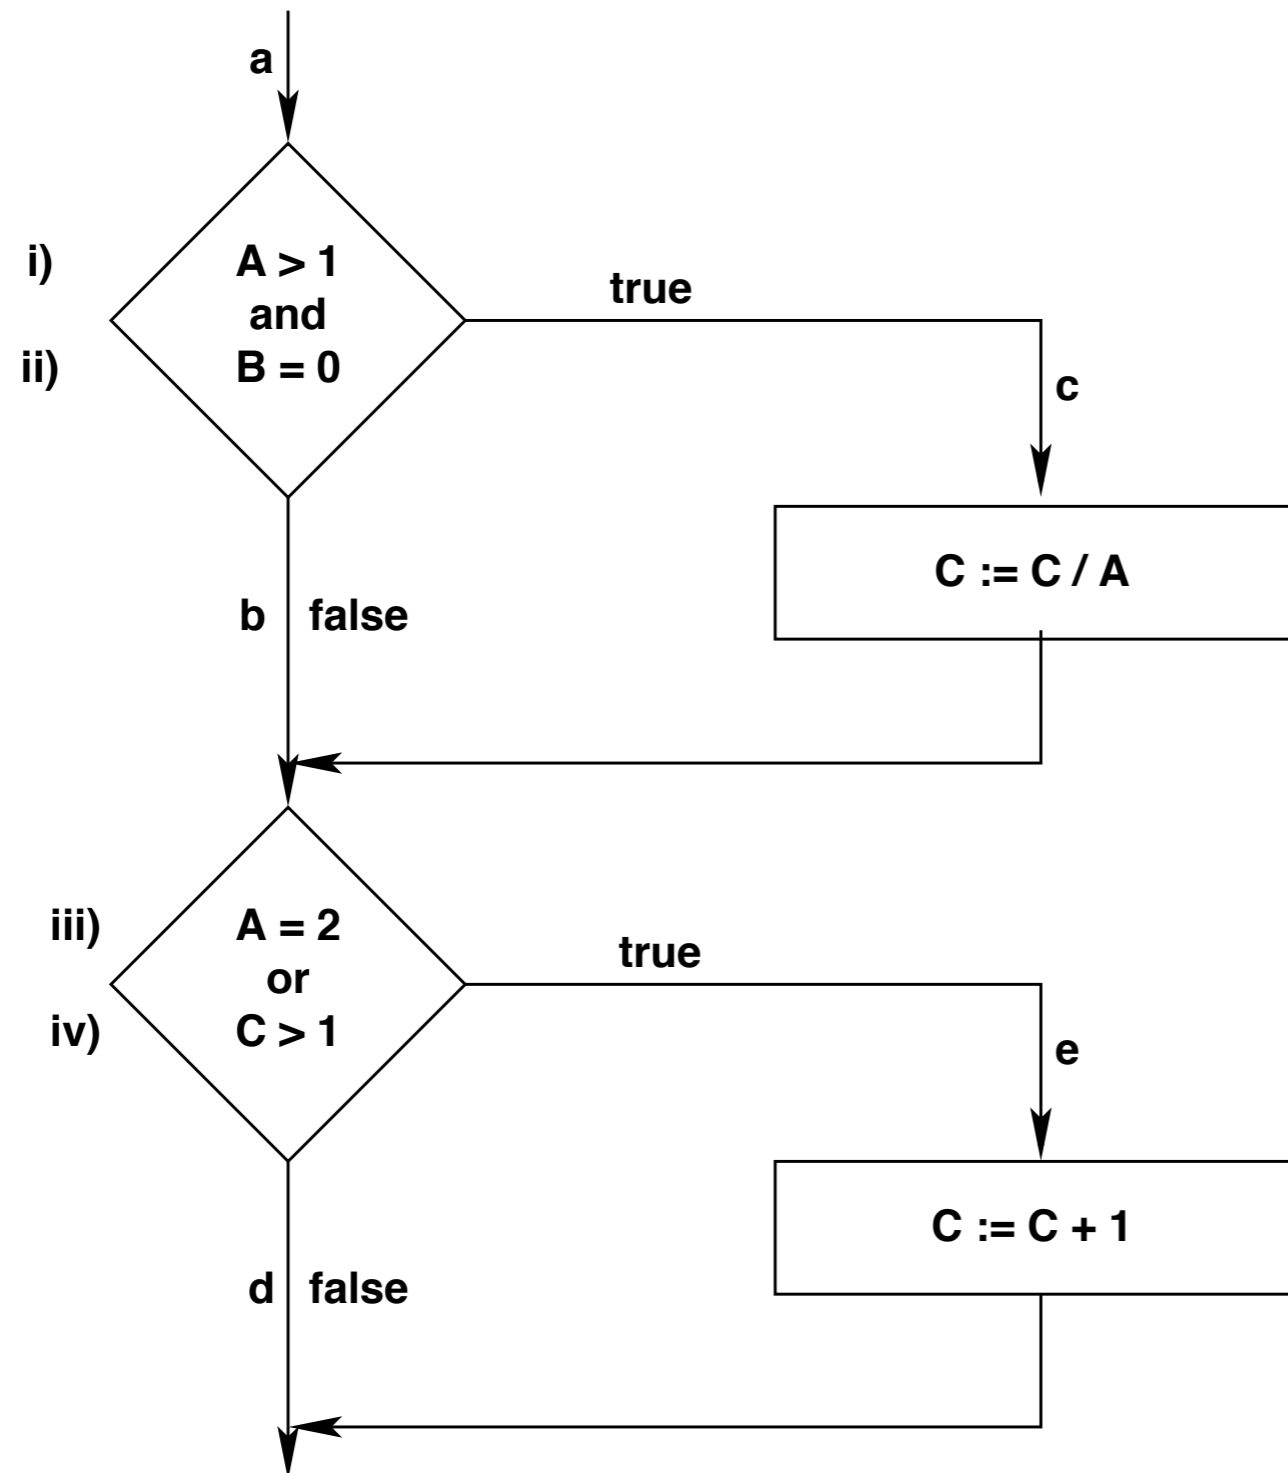 a
i)
A > 1
and
B = 0
ii)
true
c
C := C / A
b
false
iii)
A = 2
or
C > 1
iv)
true
e
C := C + 1
d
false